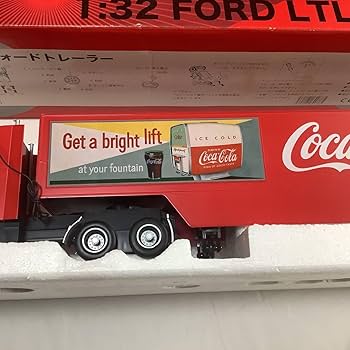 1:32 FORD LTL
ォードトレーラー
Get a bright lift
at your fountain
ICE COLD
DRINK
Coca-Cola
Coca